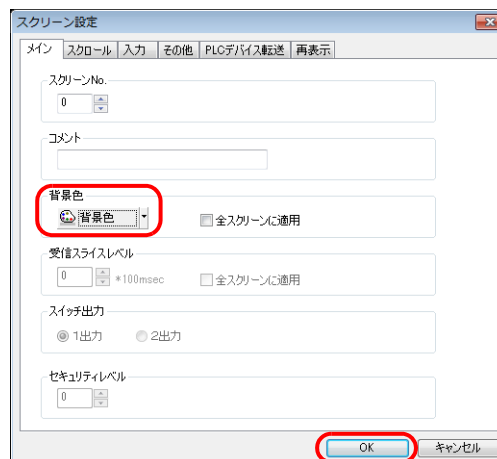 スクリーン設定
メイン スクロール 入力 その他 PLCデバイス転送 再表示
スクリーンNo.
0
コメント
背景色
背景色 全スクリーンに適用
受信スライスレベル
0 *100msec 全スクリーンに適用
スイッチ出力
1出力 2出力
セキュリティレベル
0
OK キャンセル